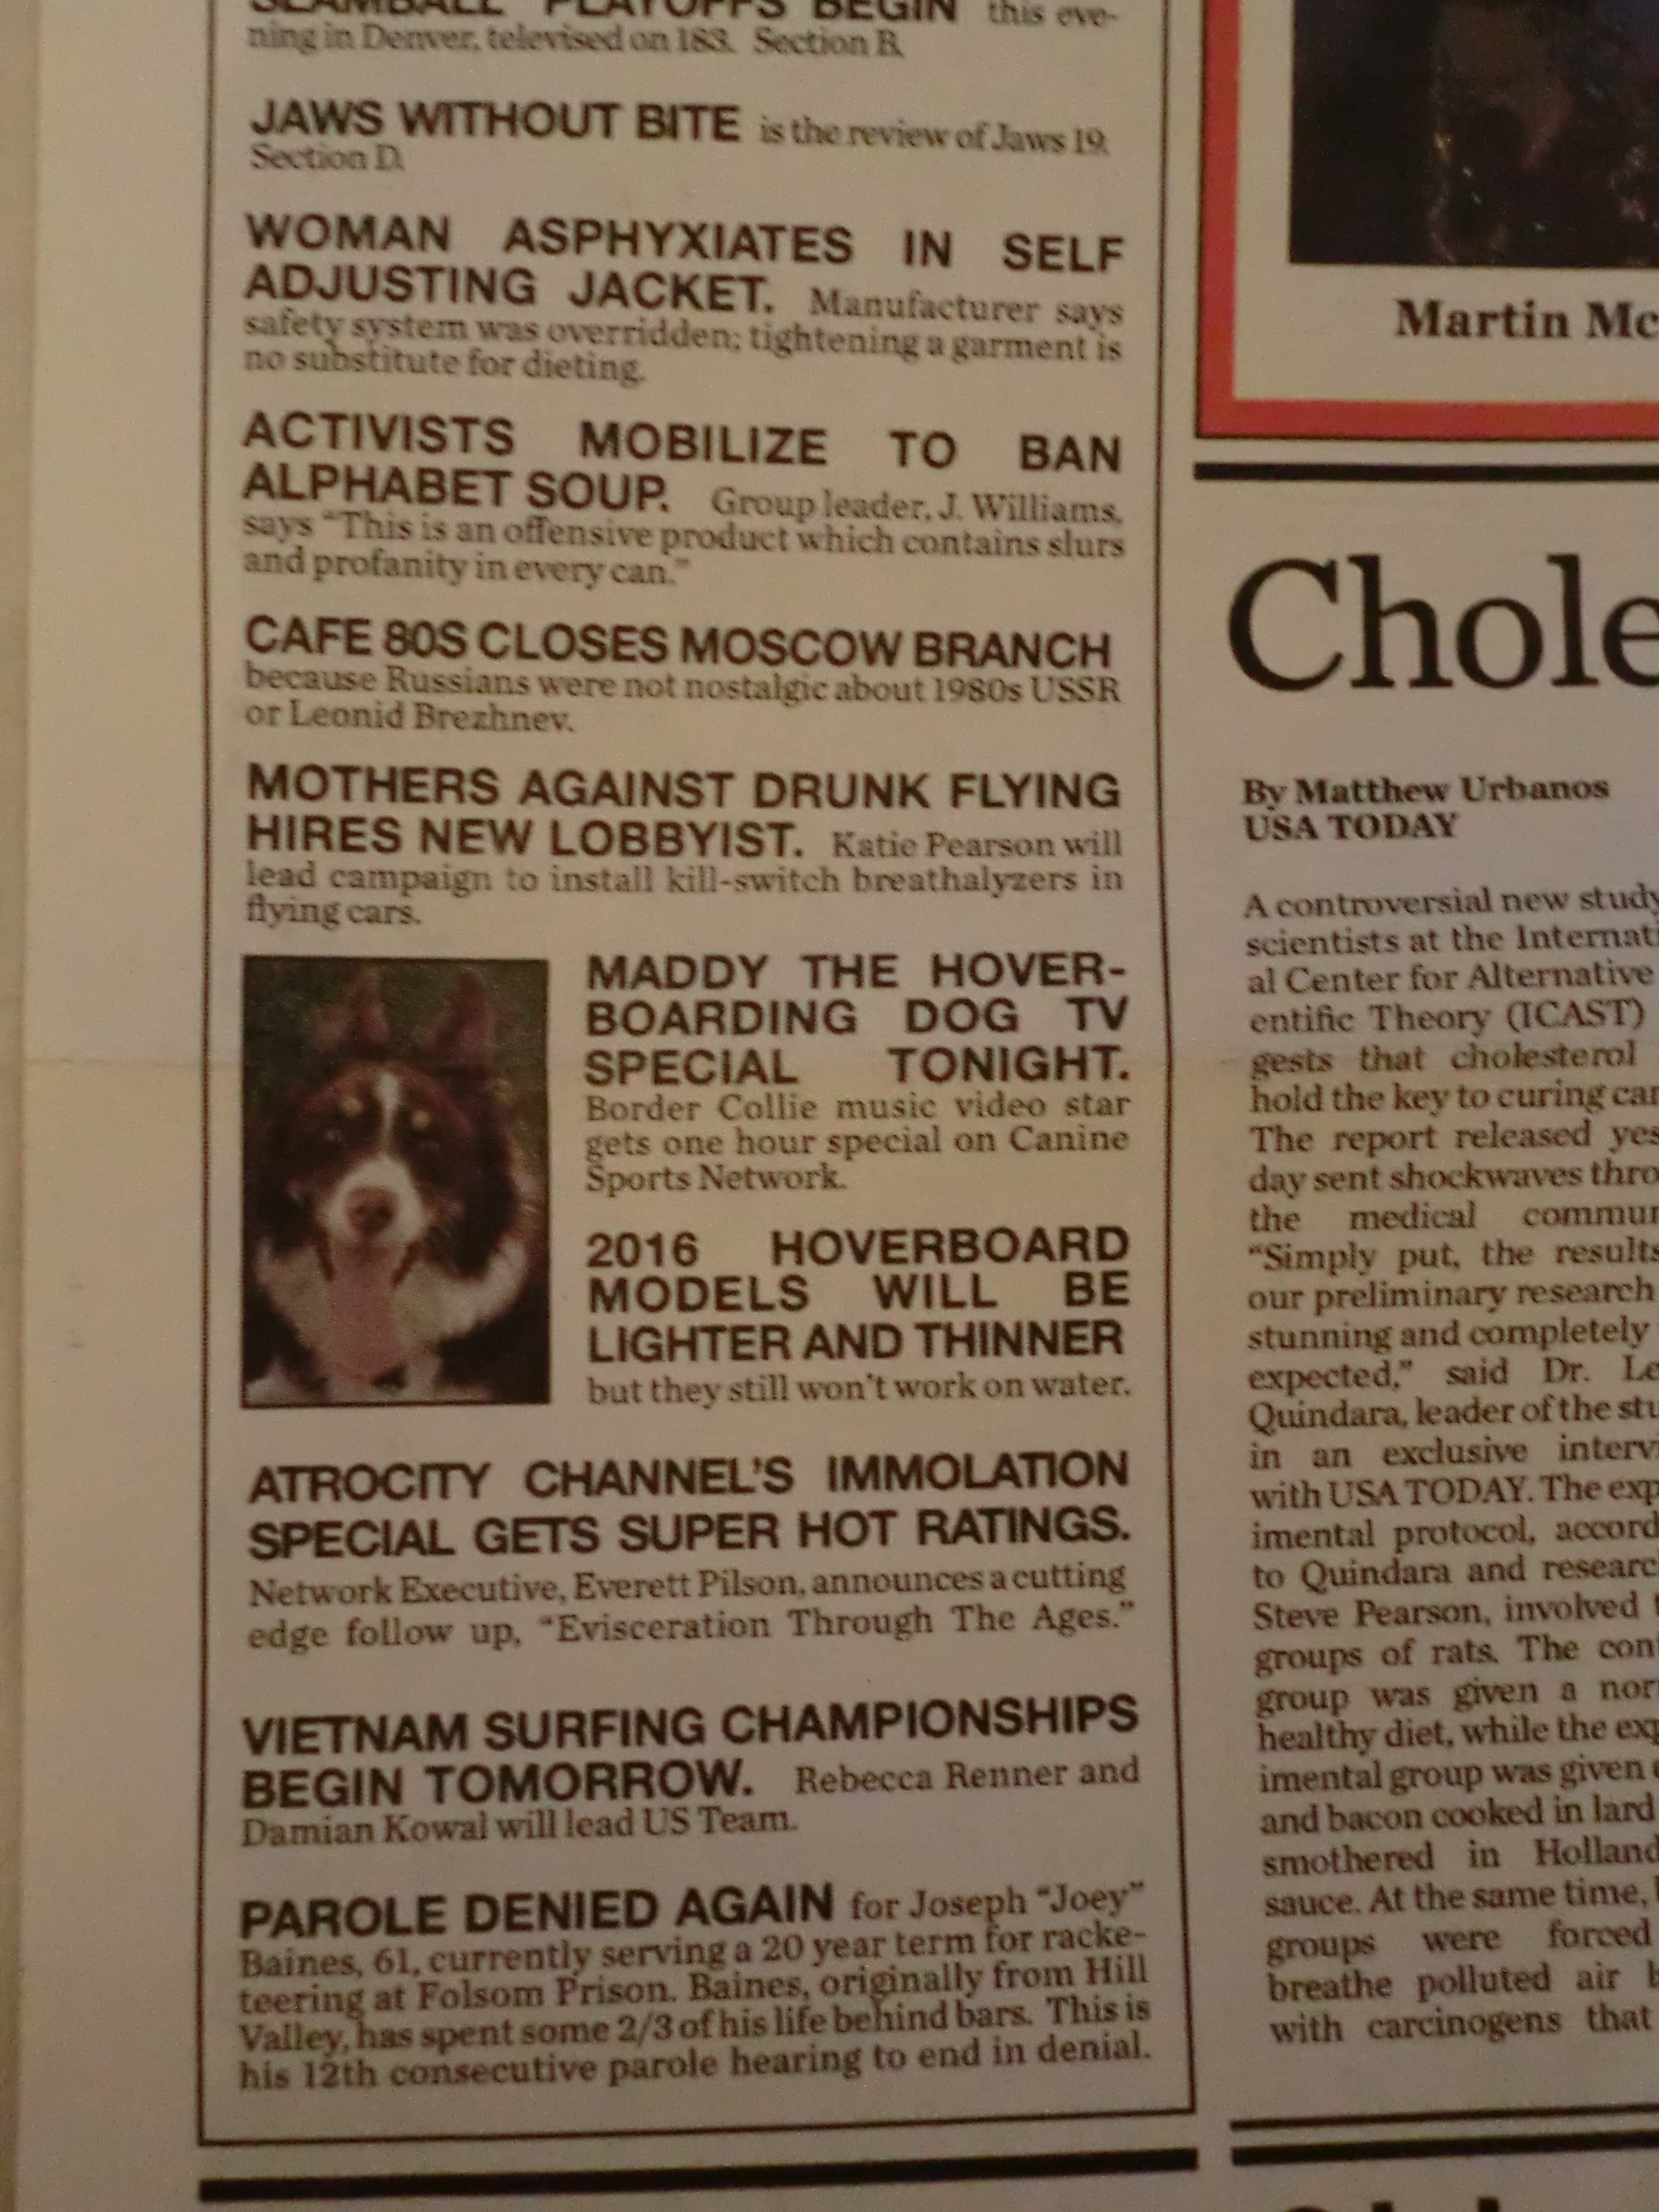 SLAMBALL PLAYOFFS BEGIN this eve-
ning in Denver, televised on 183. Section B.
JAWS WITHOUT BITE is the review of Jaws 19.
Section D.
WOMAN ASPHYXIATES IN SELF
ADJUSTING JACKET. Manufacturer says
safety system was overridden; tightening a garment is
no substitute for dieting.
ACTIVISTS MOBILIZE TO BAN
ALPHABET SOUP. Group leader, J. Williams,
says "This is an offensive product which contains slurs
and profanity in every can."
CAFE 80S CLOSES MOSCOW BRANCH
because Russians were not nostalgic about 1980s USSR
or Leonid Brezhnev.
MOTHERS AGAINST DRUNK FLYING
HIRES NEW LOBBYIST. Katie Pearson will
lead campaign to install kill-switch breathalyzers in
flying cars.
MADDY THE HOVER-
BOARDING DOG TV
SPECIAL TONIGHT.
Border Collie music video star
gets one hour special on Canine
Sports Network.
2016 HOVERBOARD
MODELS WILL BE
LIGHTER AND THINNER
but they still won't work on water.
ATROCITY CHANNEL'S IMMOLATION
SPECIAL GETS SUPER HOT RATINGS.
Network Executive, Everett Pilson, announces a cutting
edge follow up, "Evisceration Through The Ages."
VIETNAM SURFING CHAMPIONSHIPS
BEGIN TOMORROW. Rebecca Renner and
Damian Kowal will lead US Team.
PAROLE DENIED AGAIN for Joseph "Joey"
Baines, 61, currently serving a 20 year term for racke-
teering at Folsom Prison. Baines, originally from Hill
Valley, has spent some 2/3 of his life behind bars. This is
his 12th consecutive parole hearing to end in denial.
Martin Mc
Chole
By Matthew Urbanos
USA TODAY
A controversial new study
scientists at the Internati
al Center for Alternative
entific Theory (ICAST)
gests that cholesterol
hold the key to curing can
The report released yes
day sent shockwaves thro
the medical commun
"Simply put, the results
our preliminary research
stunning and completely
expected," said Dr. Le
Quindara, leader of the stu
in an exclusive intervi
with USA TODAY. The exp
imental protocol, accord
to Quindara and researc
Steve Pearson, involved t
groups of rats. The con
group was given a nor
healthy diet, while the exp
imental group was given
and bacon cooked in lard
smothered in Holland
sauce. At the same time,
groups were forced
breathe polluted air
with carcinogens that